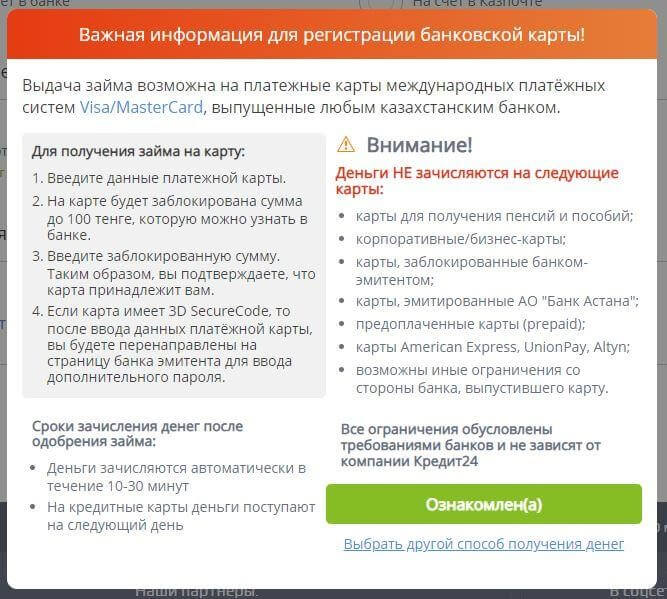 ет в банке
На счет в Казпочте
Важная информация для регистрации банковской карты!
Выдача займа возможна на платежные карты международных платёжных
систем Visa/MasterCard, выпущенные любым казахстанским банком.
Для получения займа на карту:
1. Введите данные платежной карты.
2. На карте будет заблокирована сумма
до 100 тенге, которую можно узнать в
банке.
3. Введите заблокированную сумму.
Таким образом, вы подтверждаете, что
карта принадлежит вам.
4. Если карта имеет 3D SecureCode, то
после ввода данных платёжной карты,
вы будете перенаправлены на
страницу банка эмитента для ввода
дополнительного пароля.
Внимание!
Деньги НЕ зачисляются на следующие
карты:
• карты для получения пенсий и пособий;
• корпоративные/бизнес-карты;
• карты, заблокированные банком-
эмитентом;
• карты, эмитированные АО "Банк Астана";
• предоплаченные карты (prepaid);
• карты American Express, UnionPay, Altyn;
• возможны иные ограничения со
стороны банка, выпустившего карту.
Сроки зачисления денег после
одобрения займа:
• Деньги зачисляются автоматически в
течение 10-30 минут
• На кредитные карты деньги поступают
на следующий день
Все ограничения обусловлены
требованиями банков и не зависят от
компании Кредит24
Ознакомлен(а)
Выбрать другой способ получения денег
Наши партнеры:
В соцсе